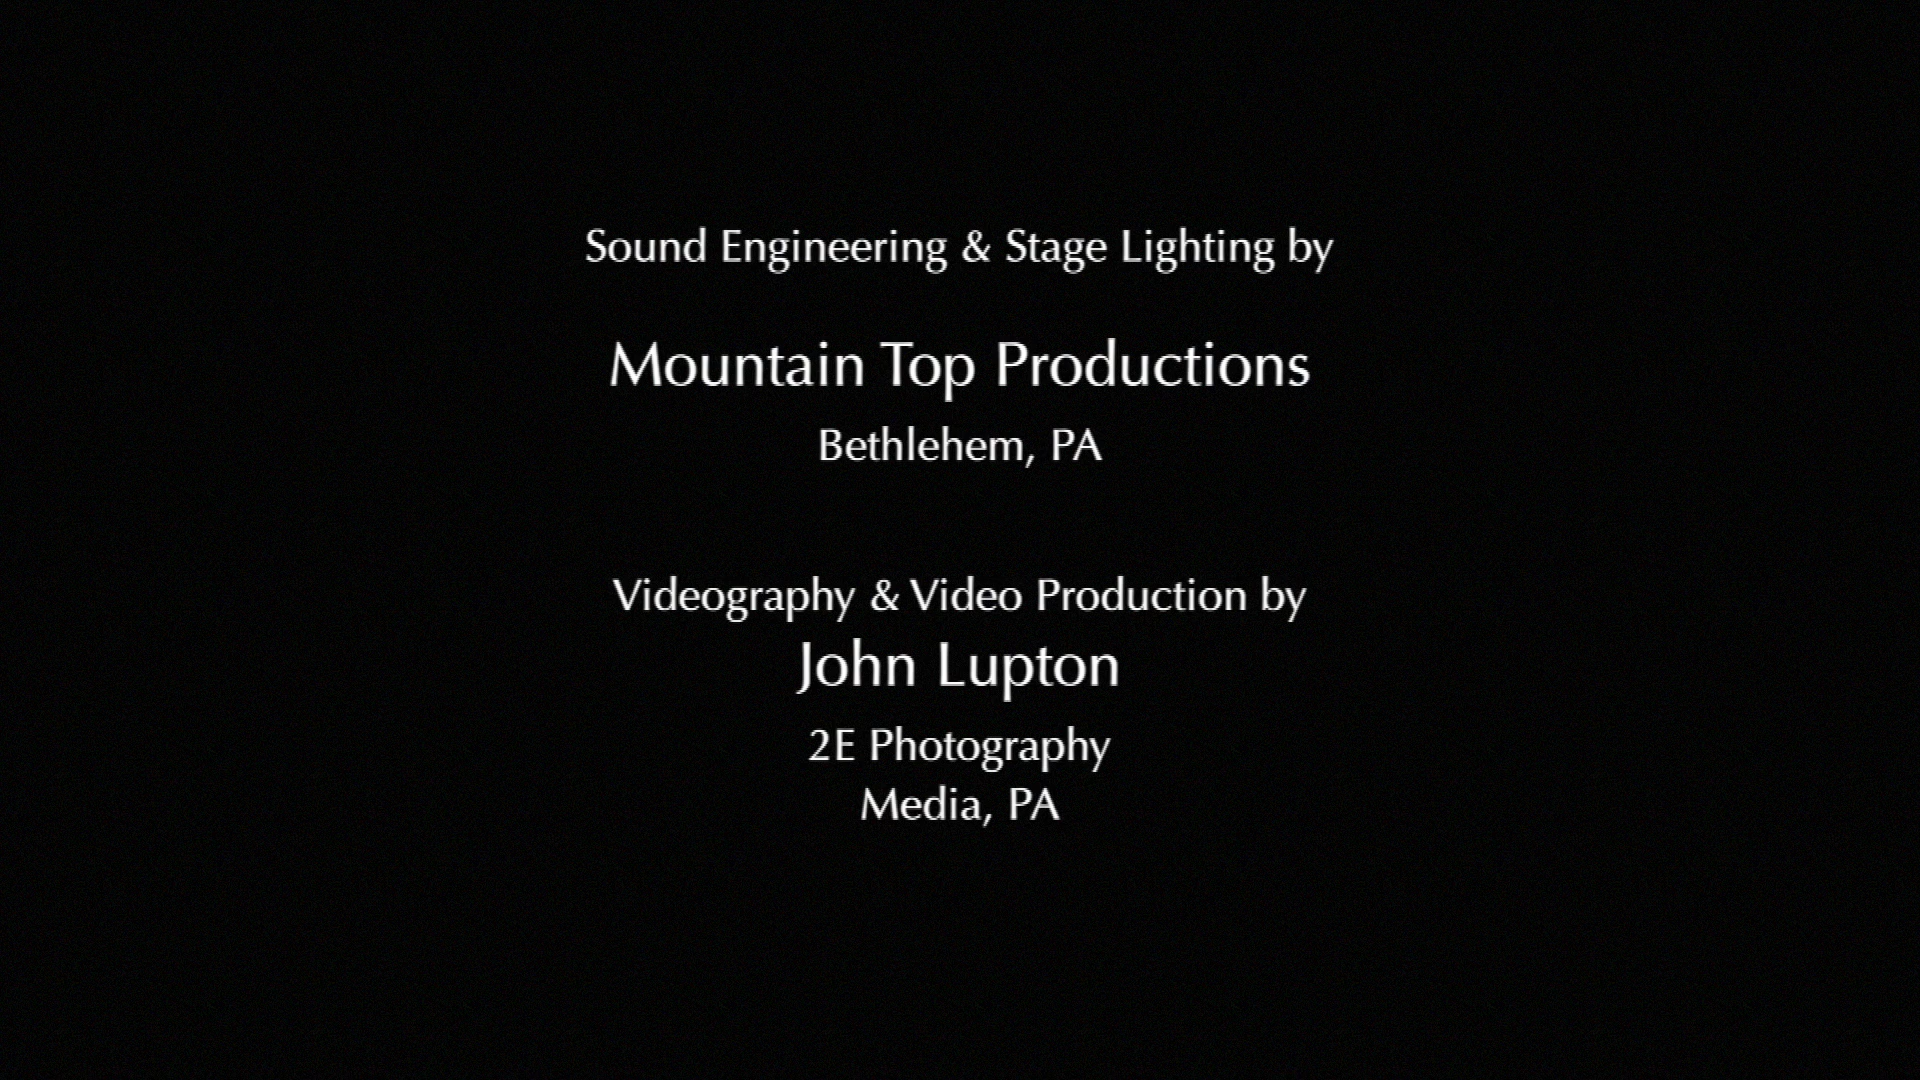 Sound Engineering & Stage Lighting by
Mountain Top Productions
Bethlehem, PA
Videography & Video Production by
John Lupton
2E Photography
Media, PA